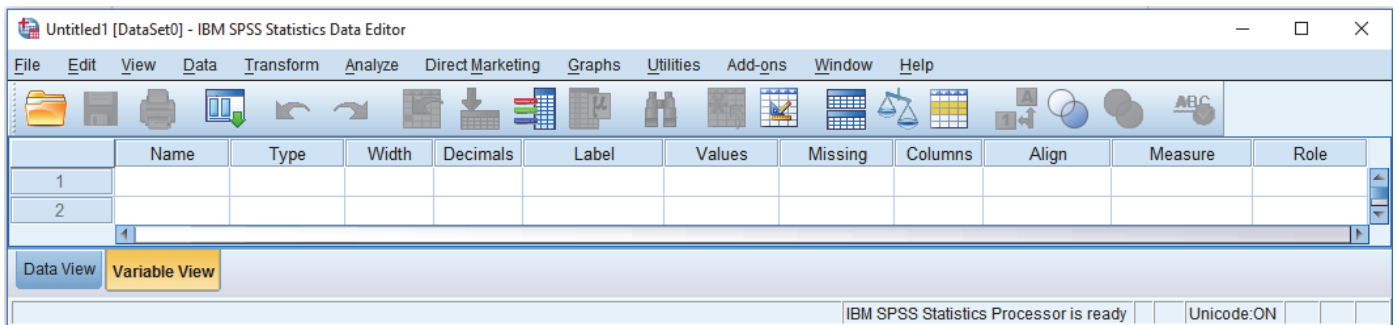 Untitled1 [DataSet0] - IBM SPSS Statistics Data Editor
File Edit View Data Transform Analyze Direct Marketing Graphs Utilities Add-ons Window Help
A
1 4
μ
ABC
Name Type Width Decimals Label Values Missing Columns Align Measure Role
1
2
Data View Variable View
IBM SPSS Statistics Processor is ready Unicode:ON